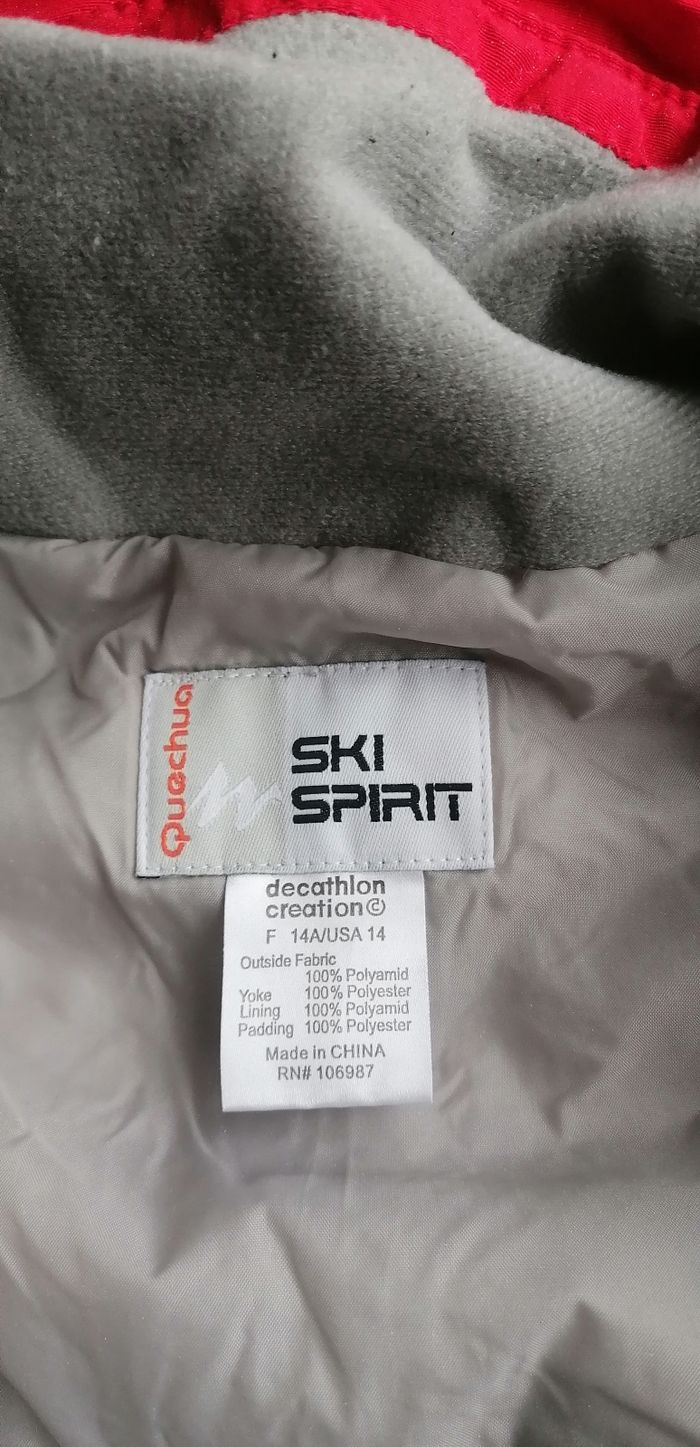 Quechua
SKI
SPIRIT
decathlon
creation©
F 14A/USA 14
Outside Fabric
100% Polyamid
Yoke 100% Polyester
Lining 100% Polyamid
Padding 100% Polyester
Made in CHINA
RN# 106987